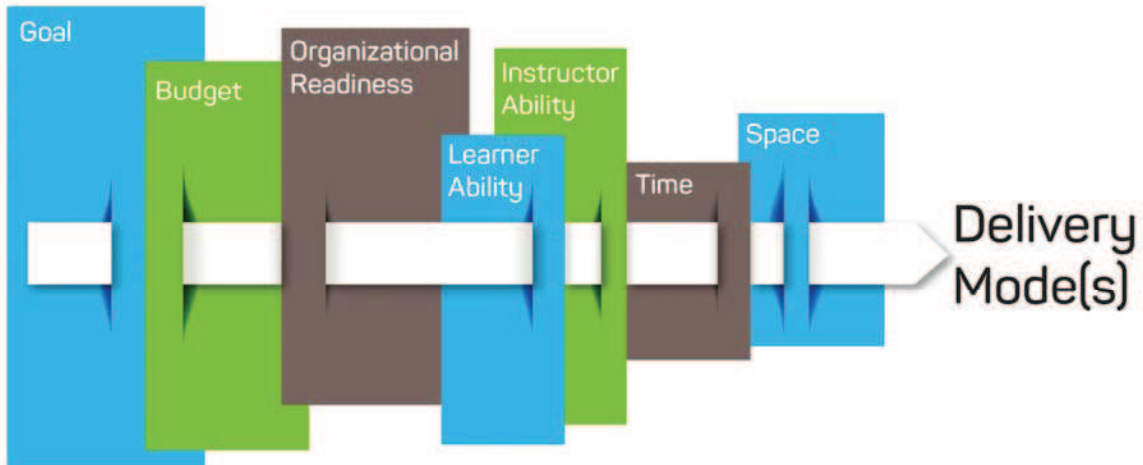 Goal
Budget
Organizational
Readiness
Learner
Ability
Instructor
Ability
Time
Space
Delivery
Mode(s)